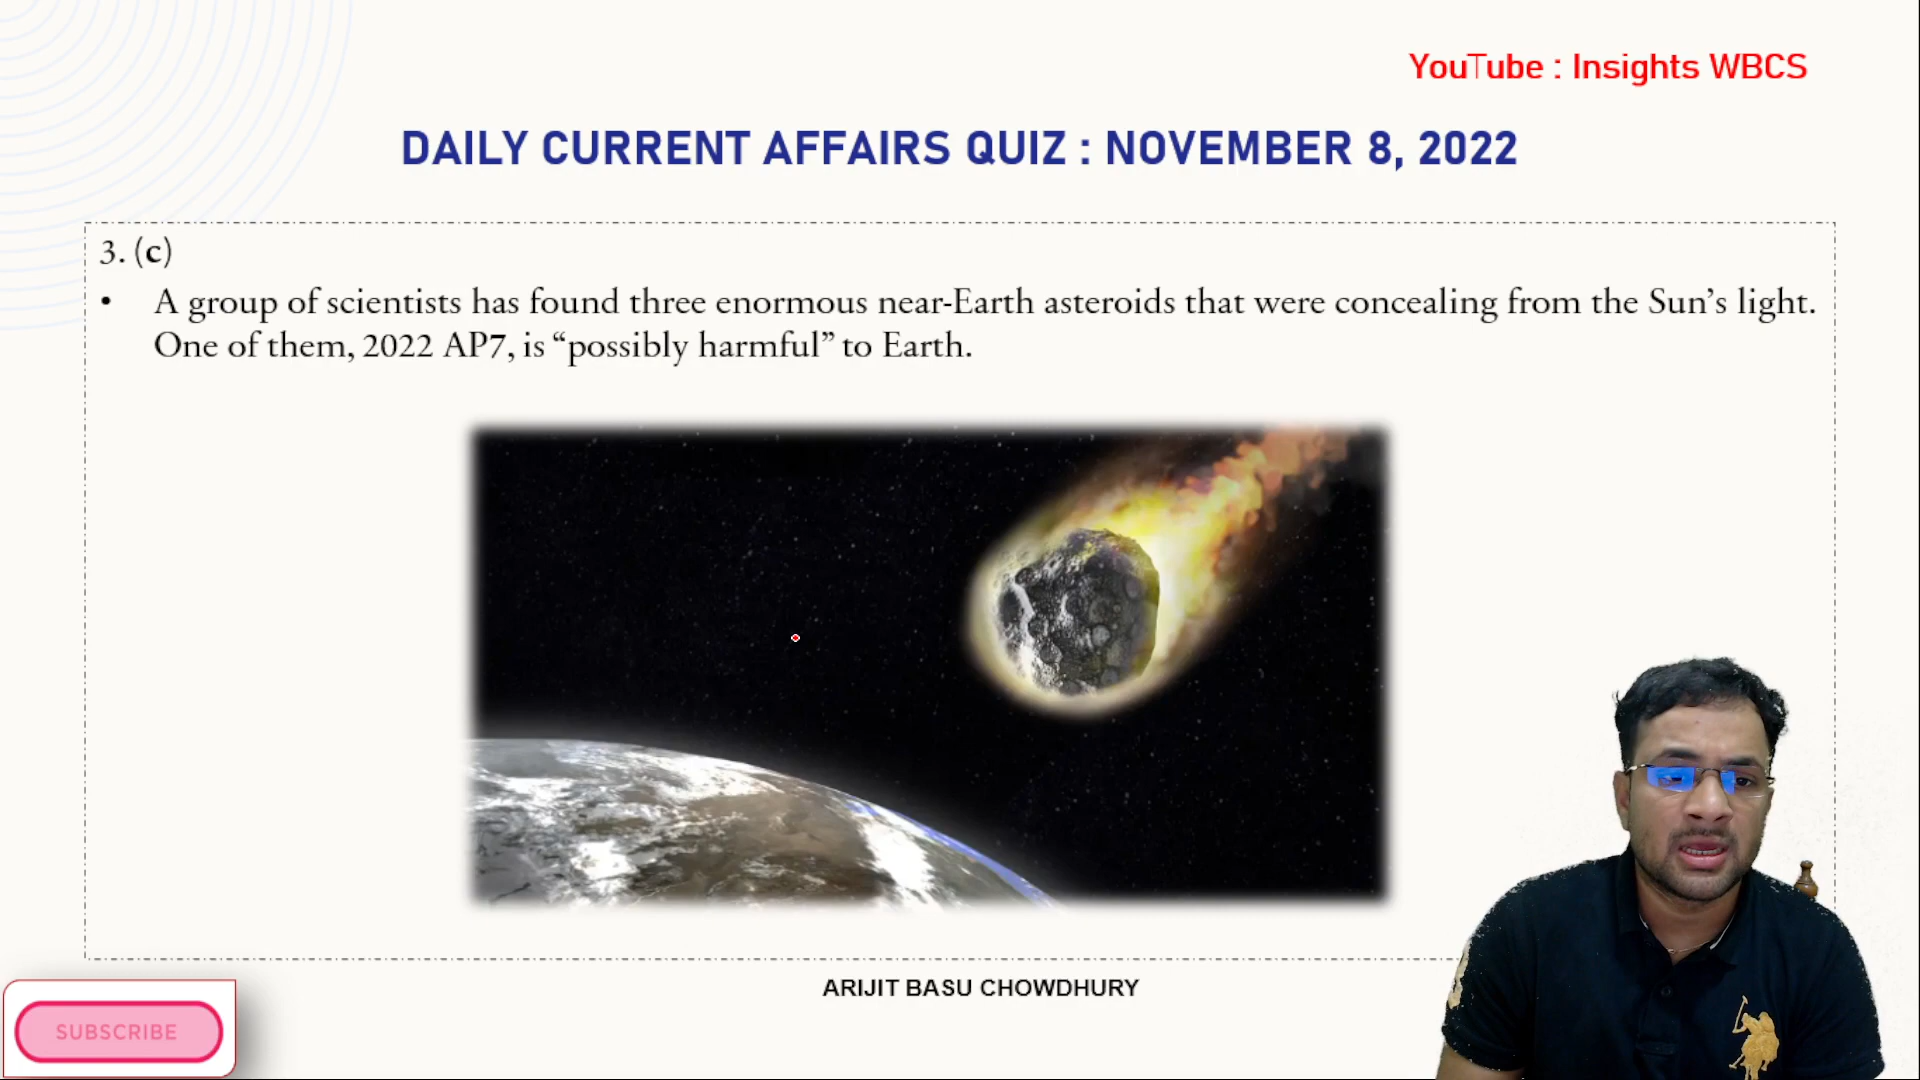 YouTube : Insights WBCS
DAILY CURRENT AFFAIRS QUIZ : NOVEMBER 8, 2022
3. (c)
• A group of scientists has found three enormous near-Earth asteroids that were concealing from the Sun’s light.
One of them, 2022 AP7, is “possibly harmful” to Earth.
ARIJIT BASU CHOWDHURY
SUBSCRIBE